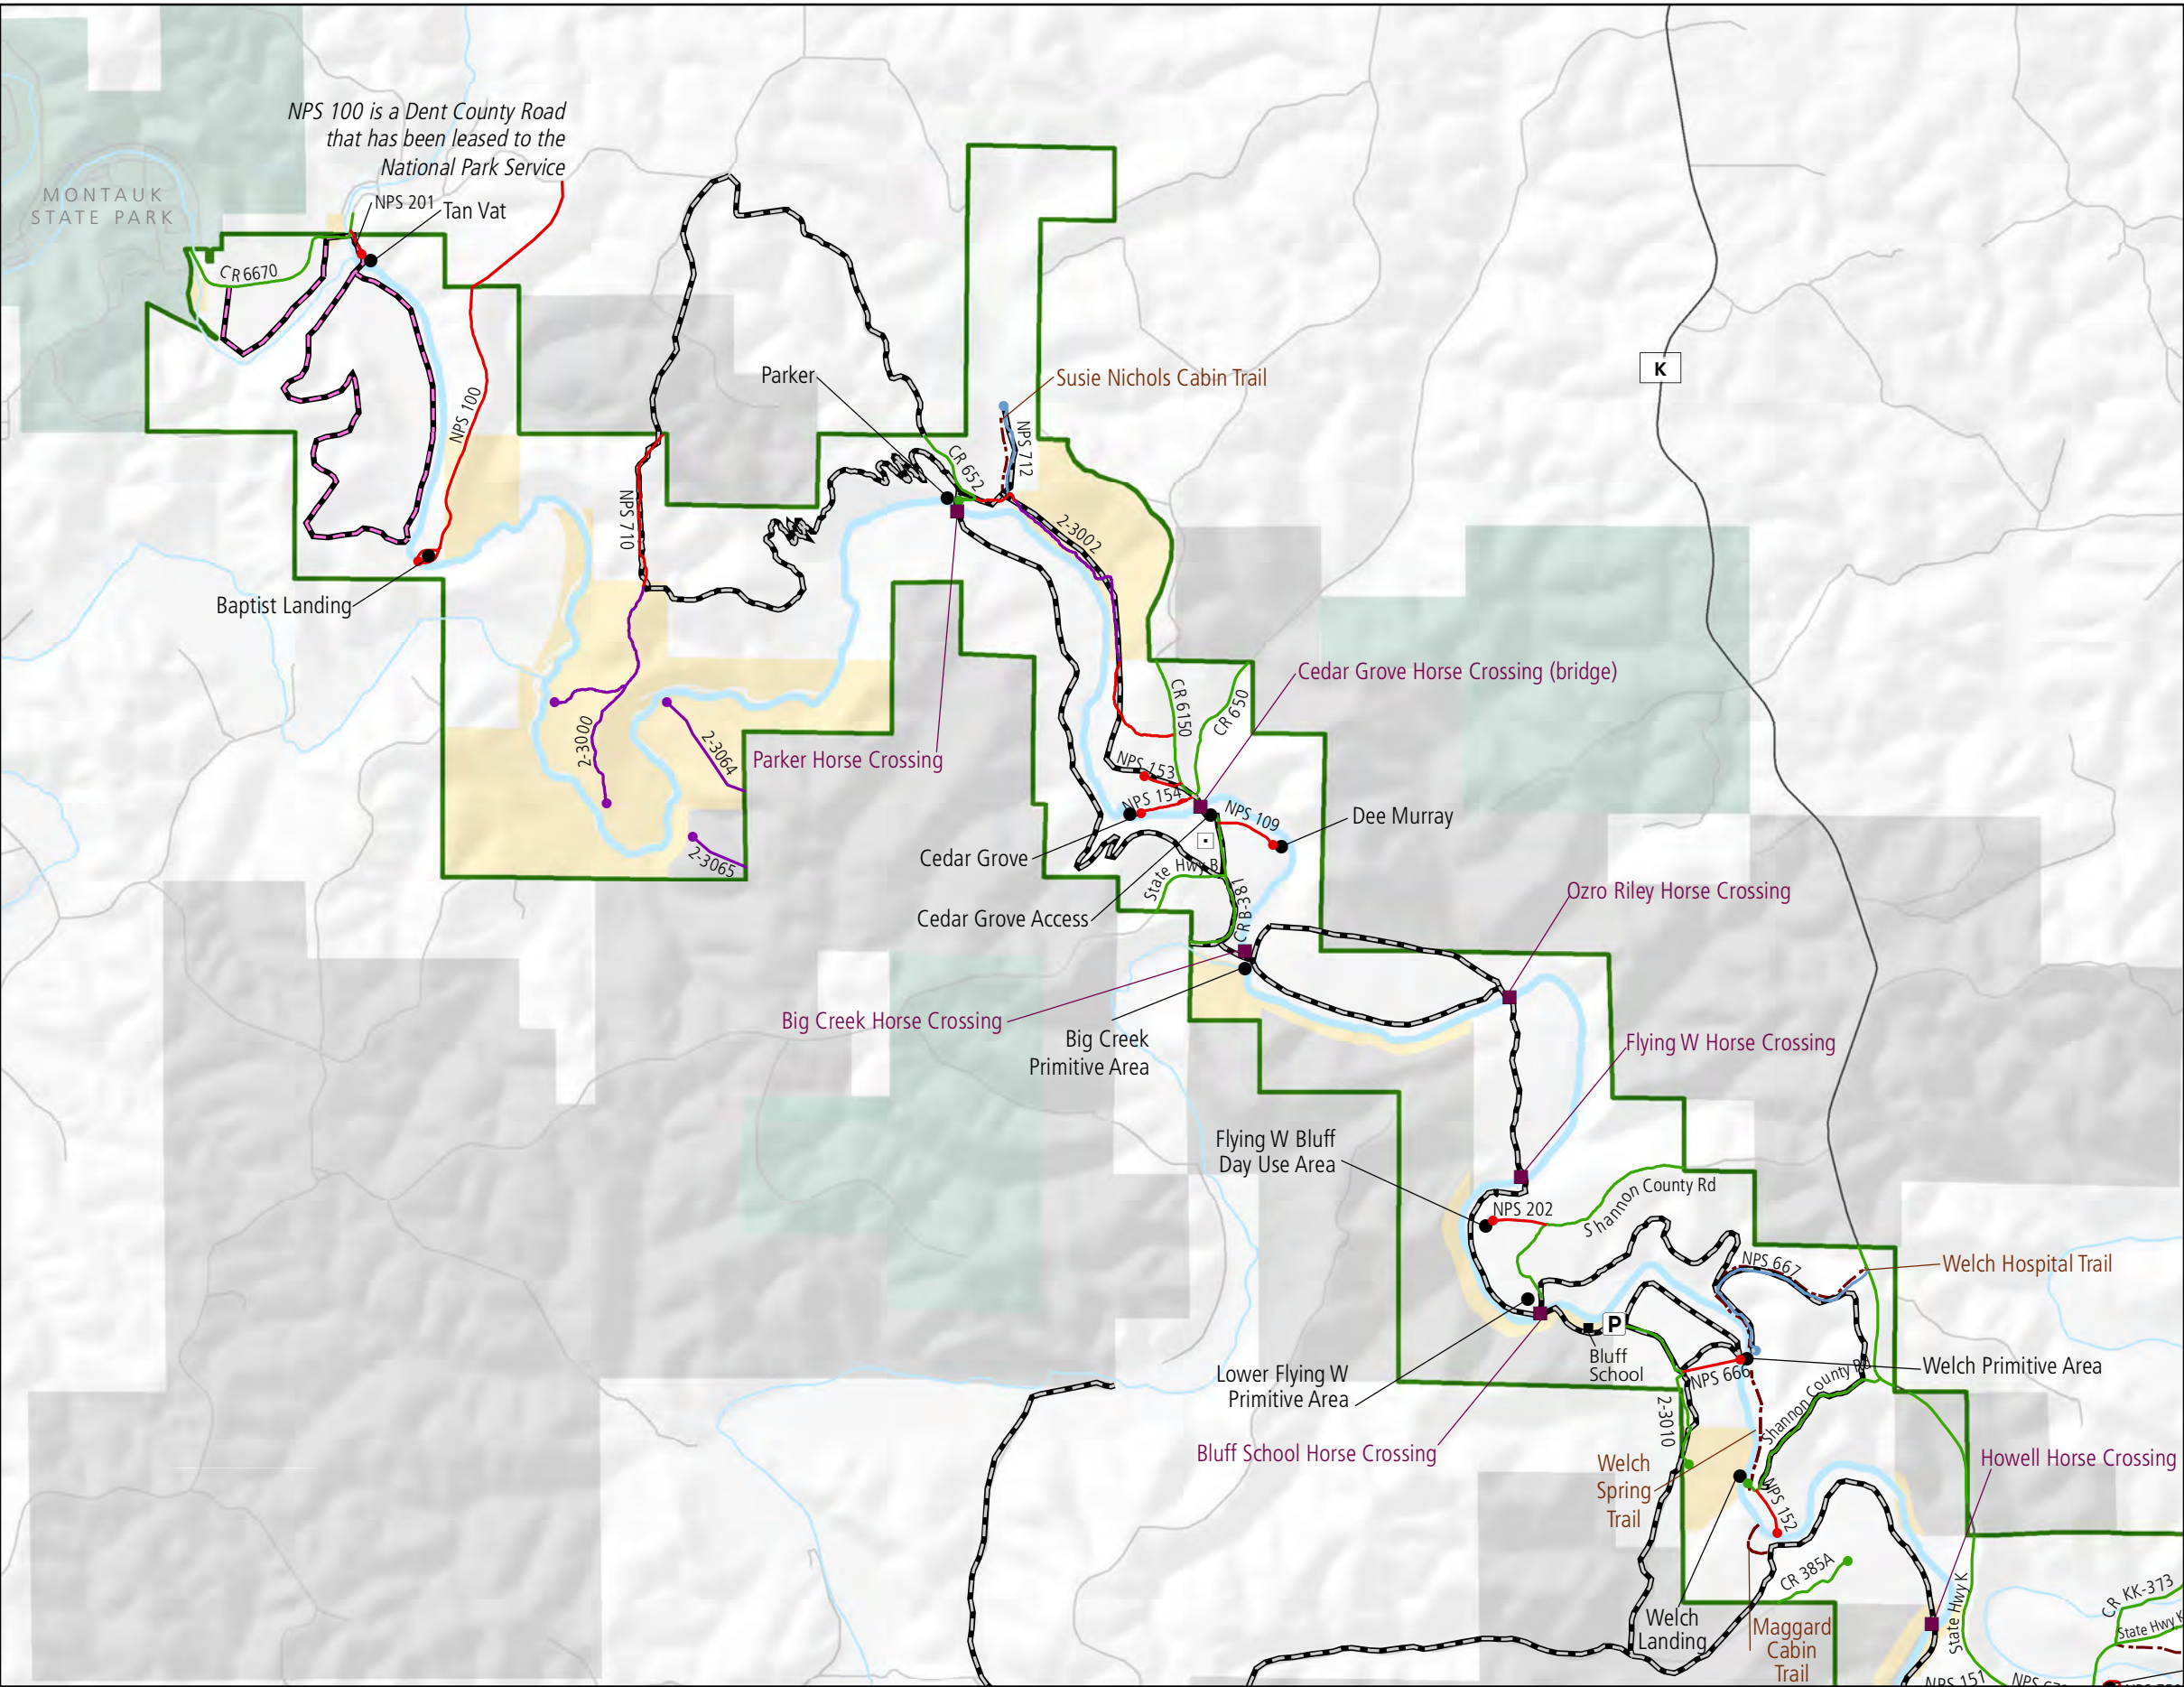 NPS 100 is a Dent County Road
that has been leased to the
National Park Service
MONTAUK
STATE PARK
NPS 201
Tan Vat
CR 6670
NPS 100
Baptist Landing
Parker
Susie Nichols Cabin Trail
K
NPS 712
CR 652
NPS 710
2-3002
2-3000
2-3064
2-3065
Parker Horse Crossing
Cedar Grove Horse Crossing (bridge)
CR 6150
CR 650
NPS 153
NPS 154
NPS 109
Dee Murray
Cedar Grove
State Hwy B
CR B-381
Cedar Grove Access
Ozro Riley Horse Crossing
Big Creek Horse Crossing
Big Creek
Primitive Area
Flying W Horse Crossing
Flying W Bluff
Day Use Area
NPS 202
Shannon County Rd
NPS 667
Welch Hospital Trail
P
Bluff
School
Lower Flying W
Primitive Area
NPS 666
Welch Primitive Area
Shannon County Rd
2-3010
Bluff School Horse Crossing
Welch
Spring
Trail
Howell Horse Crossing
NPS 152
CR 385A
Welch
Landing
Maggard
Cabin
Trail
State Hwy K
CR KK-373
State Hwy K
NPS 151
NPS